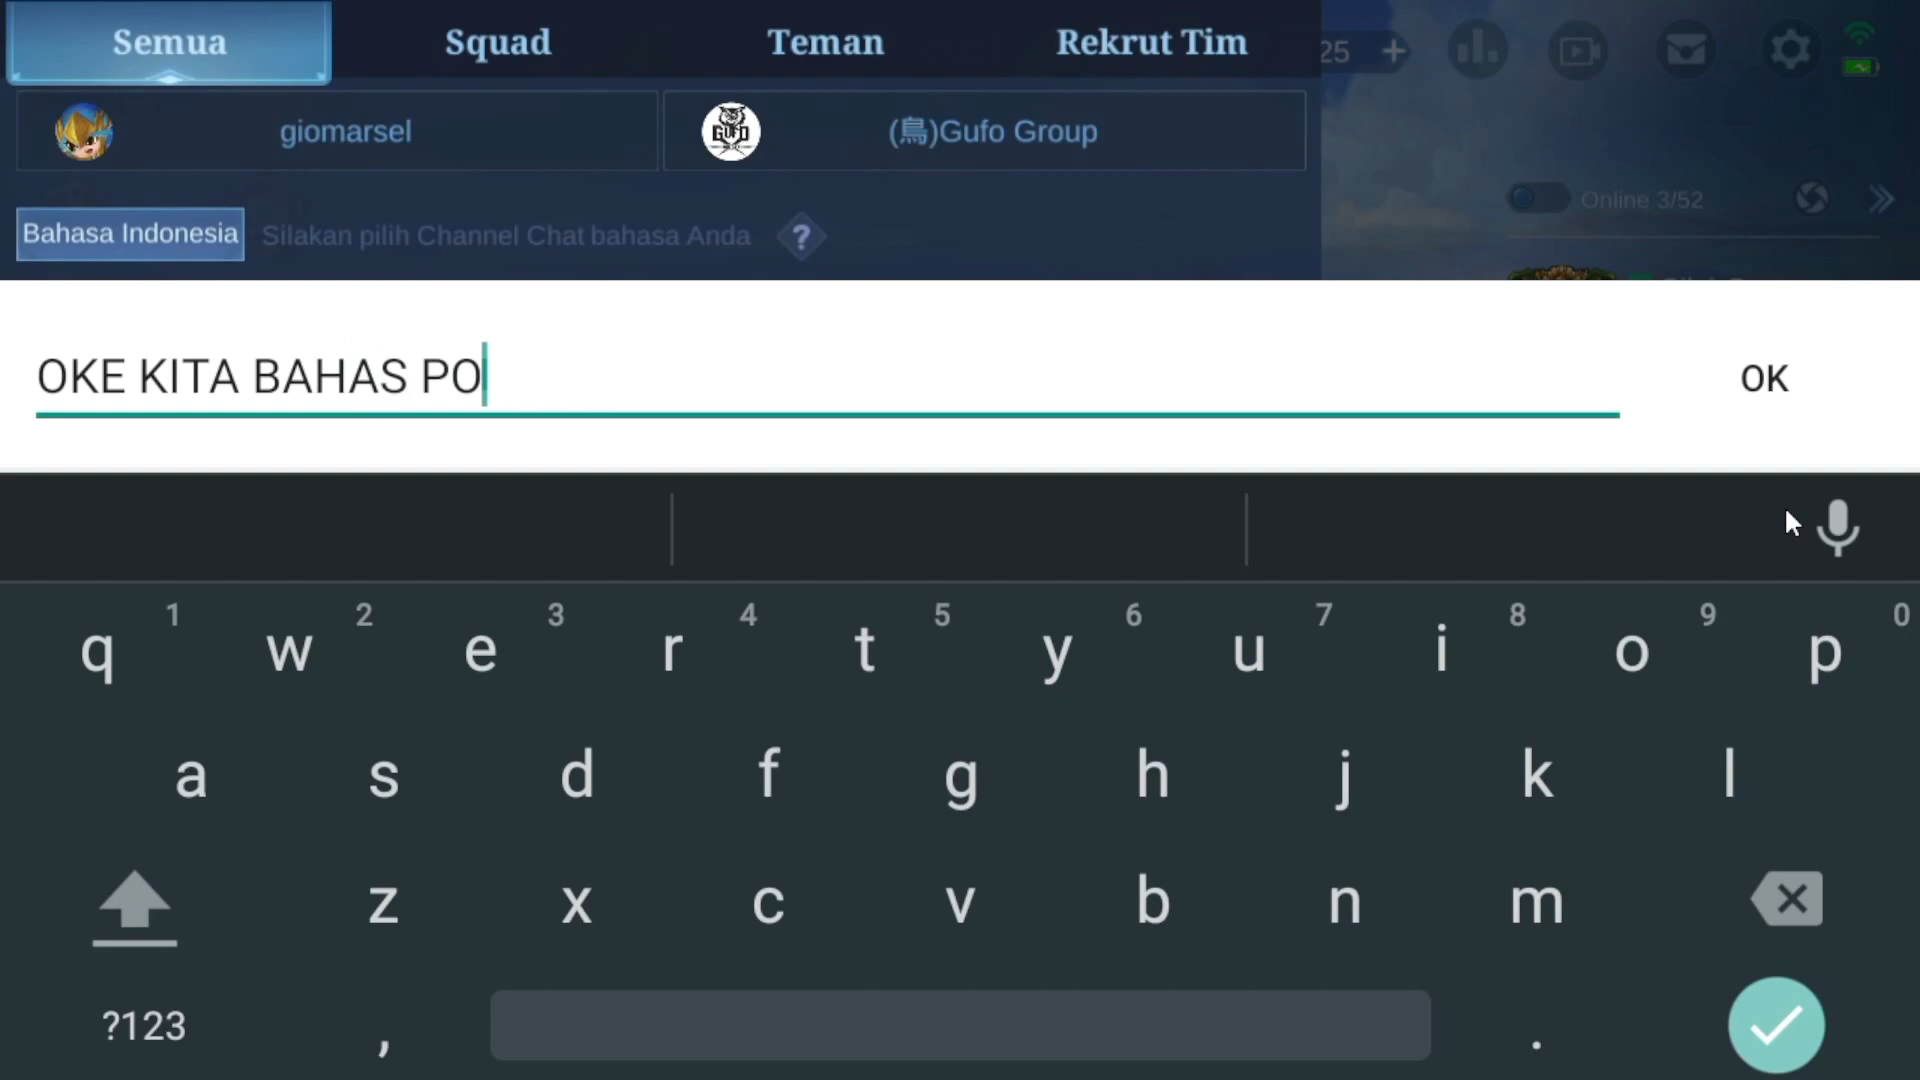 Semua Squad Teman Rekrut Tim 25 +
giomarsel GUFO (鳥)Gufo Group
Online 3/52
Bahasa Indonesia Silakan pilih Channel Chat bahasa Anda ?
OKE KITA BAHAS PO OK
1 2 3 4 5 6 7 8 9 0
q w e r t y u i o p
a s d f g h j k l
z x c v b n m
?123 , .